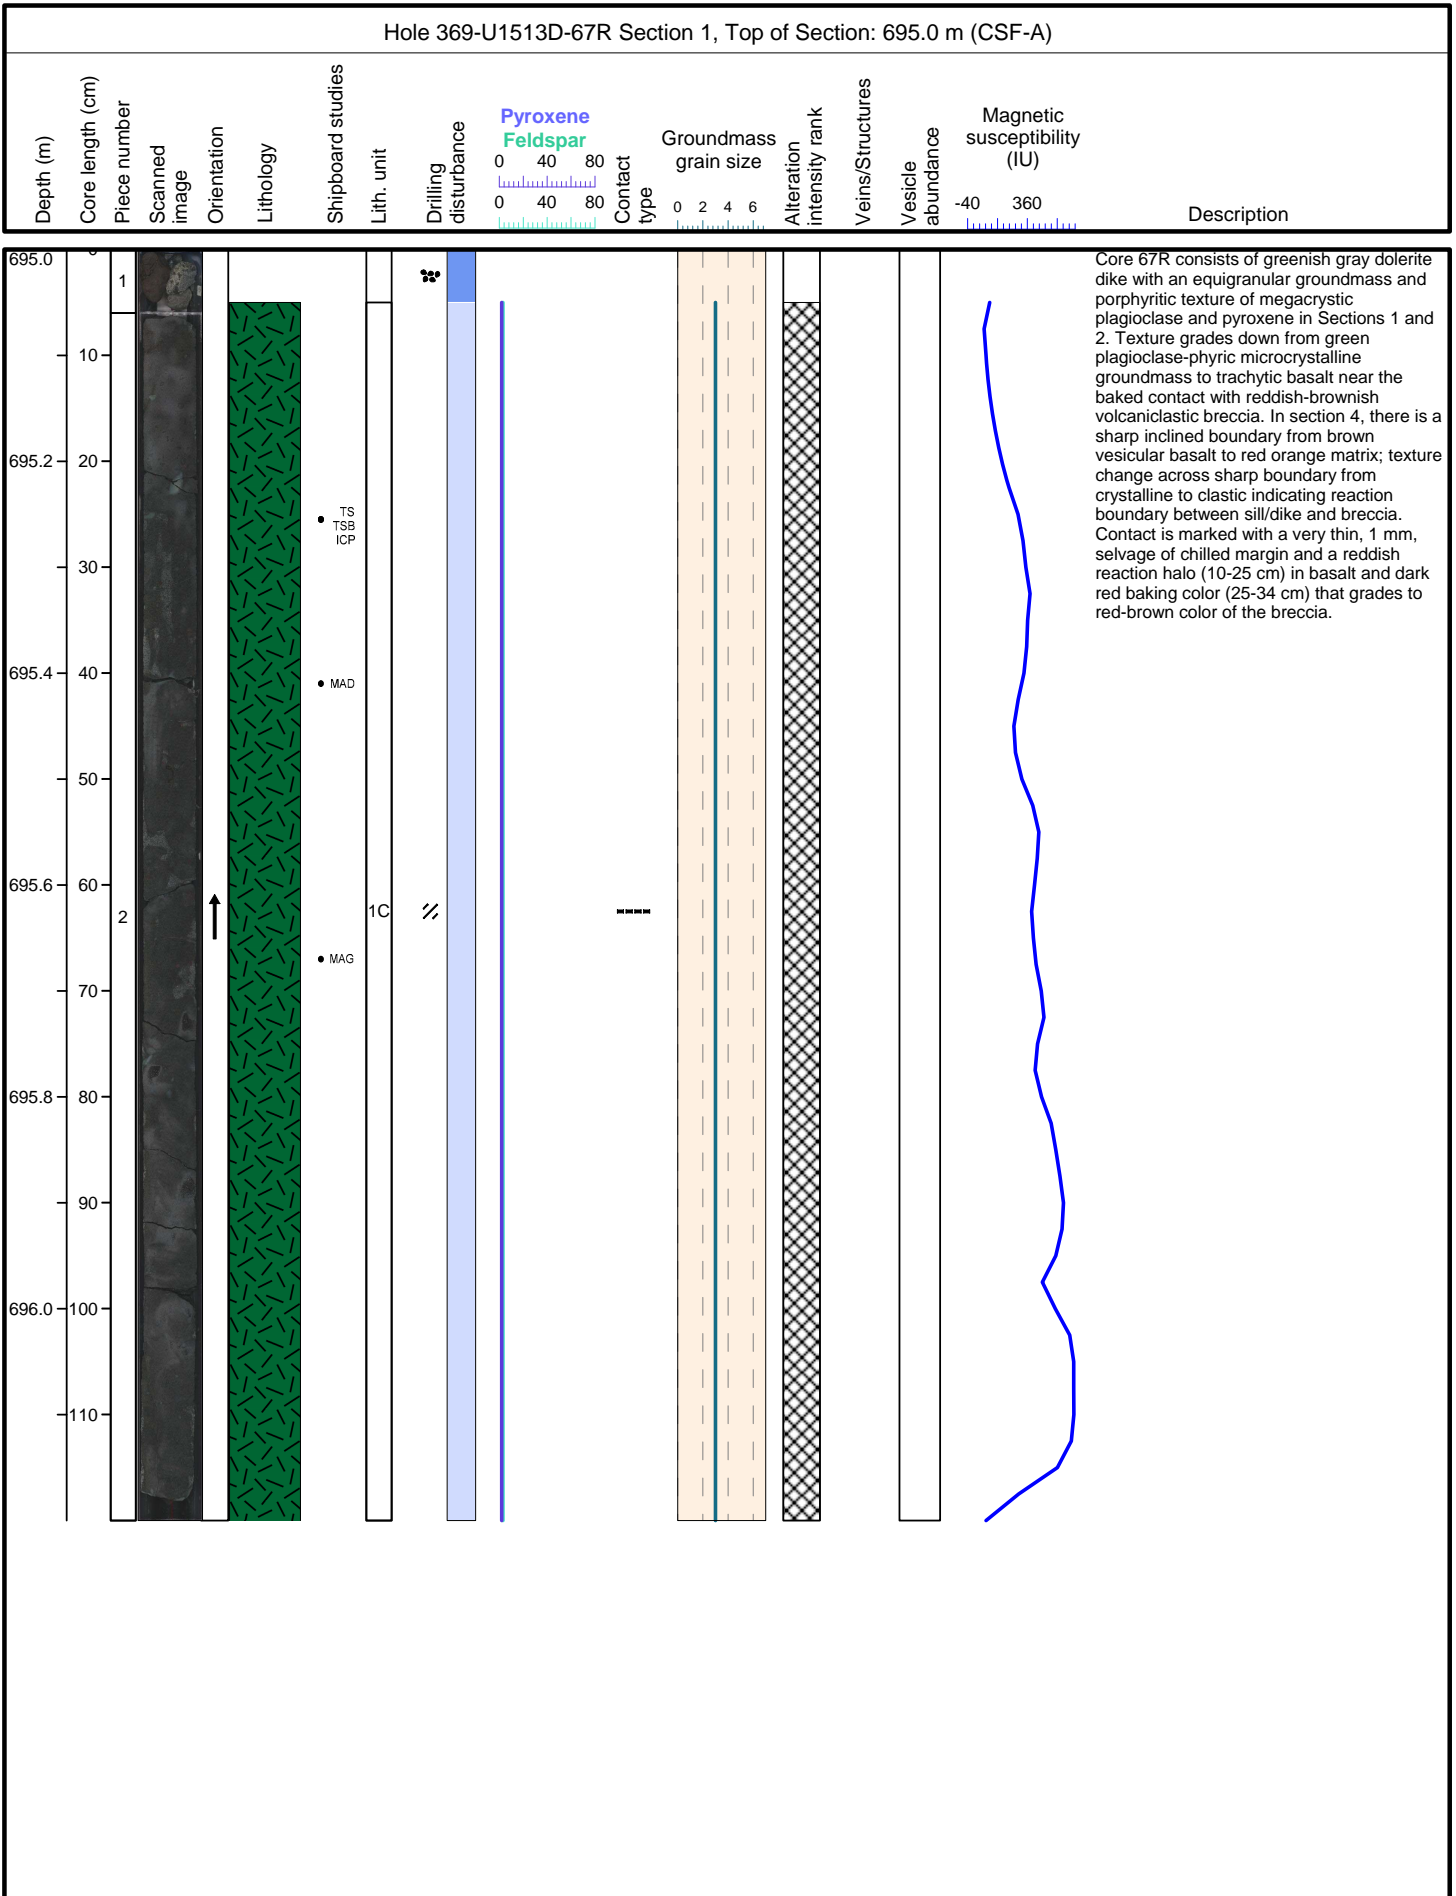 Hole 369-U1513D-67R Section 1, Top of Section: 695.0 m (CSF-A)
Depth (m)
Core length (cm)
Piece number
Scanned
image
Orientation
Lithology
Shipboard studies
Lith. unit
Drilling
disturbance
Pyroxene
Feldspar
0 40 80
0 40 80
Contact
type
Groundmass
grain size
0 2 4 6
Alteration
intensity rank
Veins/Structures
Vesicle
abundance
Magnetic
susceptibility
(IU)
-40 360
Description
695.0
1
10
695.2 20
TS
TSB
ICP
30
695.4 40
MAD
50
695.6 60
2
1C
MAG
70
695.8 80
90
696.0 100
110
Core 67R consists of greenish gray dolerite
dike with an equigranular groundmass and
porphyritic texture of megacrystic
plagioclase and pyroxene in Sections 1 and
2. Texture grades down from green
plagioclase-phyric microcrystalline
groundmass to trachytic basalt near the
baked contact with reddish-brownish
volcaniclastic breccia. In section 4, there is a
sharp inclined boundary from brown
vesicular basalt to red orange matrix; texture
change across sharp boundary from
crystalline to clastic indicating reaction
boundary between sill/dike and breccia.
Contact is marked with a very thin, 1 mm,
selvage of chilled margin and a reddish
reaction halo (10-25 cm) in basalt and dark
red baking color (25-34 cm) that grades to
red-brown color of the breccia.